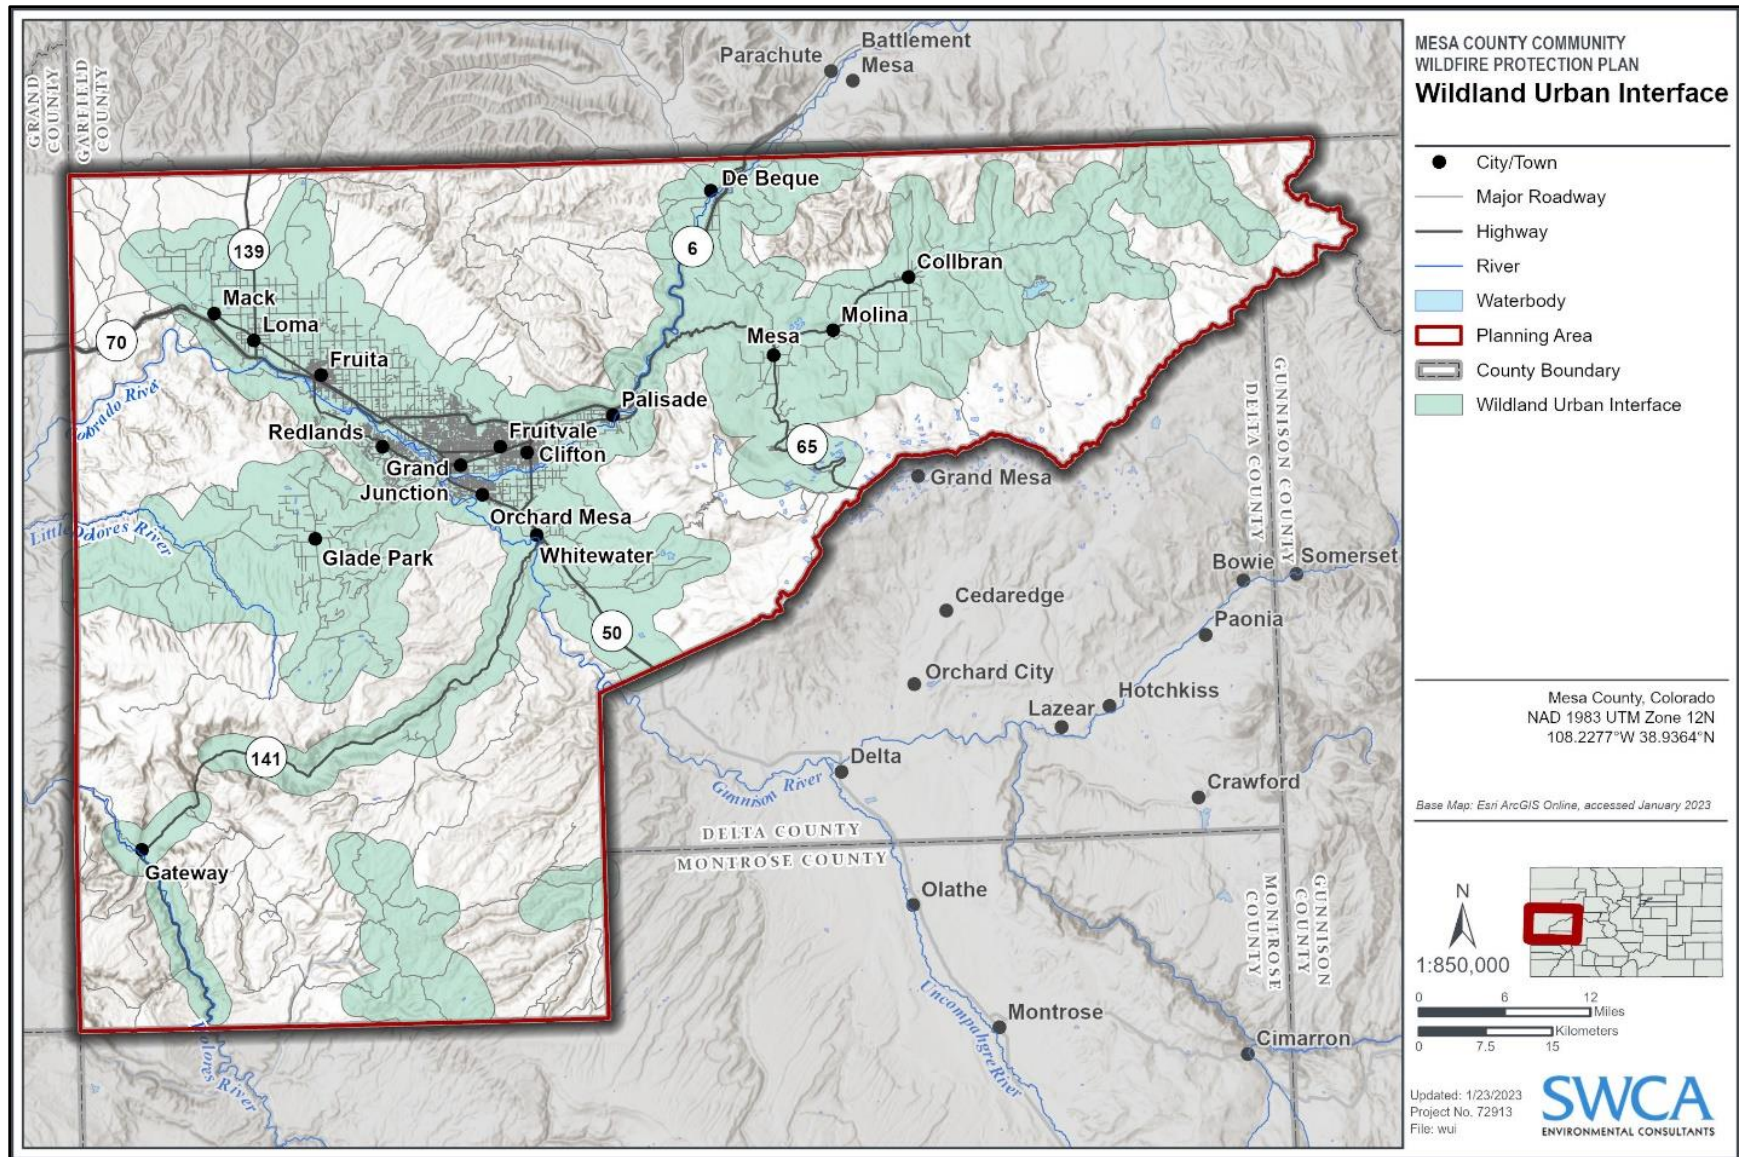 MESA COUNTY COMMUNITY
WILDFIRE PROTECTION PLAN
Wildland Urban Interface
City/Town
Major Roadway
Highway
River
Waterbody
Planning Area
County Boundary
Wildland Urban Interface
Mesa County, Colorado
NAD 1983 UTM Zone 12N
108.2277°W 38.9364°N
Base Map: Esri ArcGIS Online, accessed January 2023
N
1:850,000
0 6 12
Miles
Kilometers
0 7.5 15
Updated: 1/23/2023
Project No. 72913
File: wui
SWCA
ENVIRONMENTAL CONSULTANTS
GRAND
COUNTY
GARFIELD
COUNTY
Parachute
Battlement
Mesa
De Beque
139
6
Collbran
Mack
Loma
Molina
70
Mesa
Fruita
Colorado River
Palisade
Redlands
Fruitvale
Clifton
65
Grand
Junction
Grand Mesa
Orchard Mesa
Little Dolores River
Glade Park
Whitewater
GUNNISON COUNTY
DELTA COUNTY
Bowie
Somerset
Cedaredge
Paonia
50
Orchard City
Hotchkiss
Lazear
141
Delta
Gunnison River
Crawford
DELTA COUNTY
MONTROSE COUNTY
Gateway
Olathe
MONTROSE
COUNTY
GUNNISON
COUNTY
Uncompahgre River
Montrose
Cimarron
Dolores River